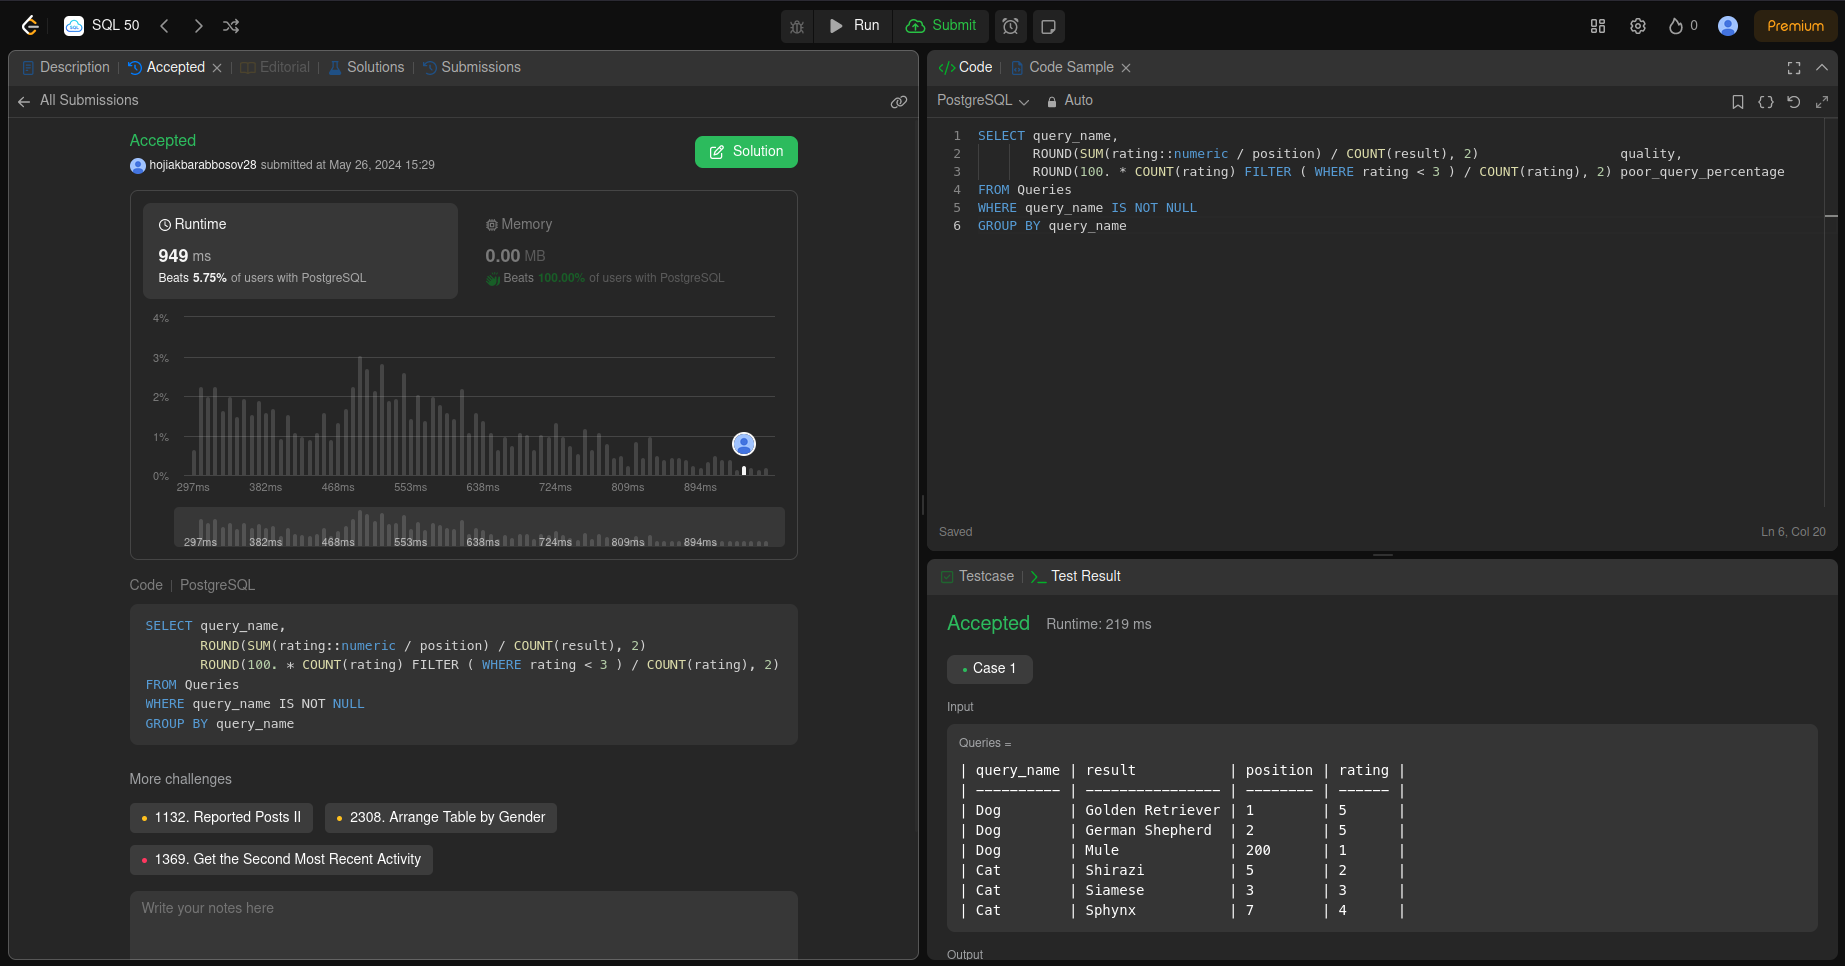 SQL 50
Run
Submit
0
Premium
Description
Accepted
Editorial
Solutions
Submissions
All Submissions
Accepted
hojiakbarabbosov28 submitted at May 26, 2024 15:29
Solution
Runtime
949 ms
Beats 5.75% of users with PostgreSQL
Memory
0.00 MB
Beats 100.00% of users with PostgreSQL
4%
3%
2%
1%
0%
297ms 382ms 468ms 553ms 638ms 724ms 809ms 894ms
297ms 382ms 468ms 553ms 638ms 724ms 809ms 894ms
Code | PostgreSQL
SELECT query_name,
ROUND(SUM(rating::numeric / position) / COUNT(result), 2)
ROUND(100. * COUNT(rating) FILTER ( WHERE rating < 3 ) / COUNT(rating), 2)
FROM Queries
WHERE query_name IS NOT NULL
GROUP BY query_name
More challenges
1132. Reported Posts II
2308. Arrange Table by Gender
1369. Get the Second Most Recent Activity
Write your notes here
</> Code
Code Sample
PostgreSQL
Auto
1 SELECT query_name,
2 ROUND(SUM(rating::numeric / position) / COUNT(result), 2) quality,
3 ROUND(100. * COUNT(rating) FILTER ( WHERE rating < 3 ) / COUNT(rating), 2) poor_query_percentage
4 FROM Queries
5 WHERE query_name IS NOT NULL
6 GROUP BY query_name
Saved
Ln 6, Col 20
Testcase
Test Result
Accepted
Runtime: 219 ms
Case 1
Input
Queries =
| query_name | result | position | rating |
| ---------- | ---------------- | -------- | ------ |
| Dog | Golden Retriever | 1 | 5 |
| Dog | German Shepherd | 2 | 5 |
| Dog | Mule | 200 | 1 |
| Cat | Shirazi | 5 | 2 |
| Cat | Siamese | 3 | 3 |
| Cat | Sphynx | 7 | 4 |
Output